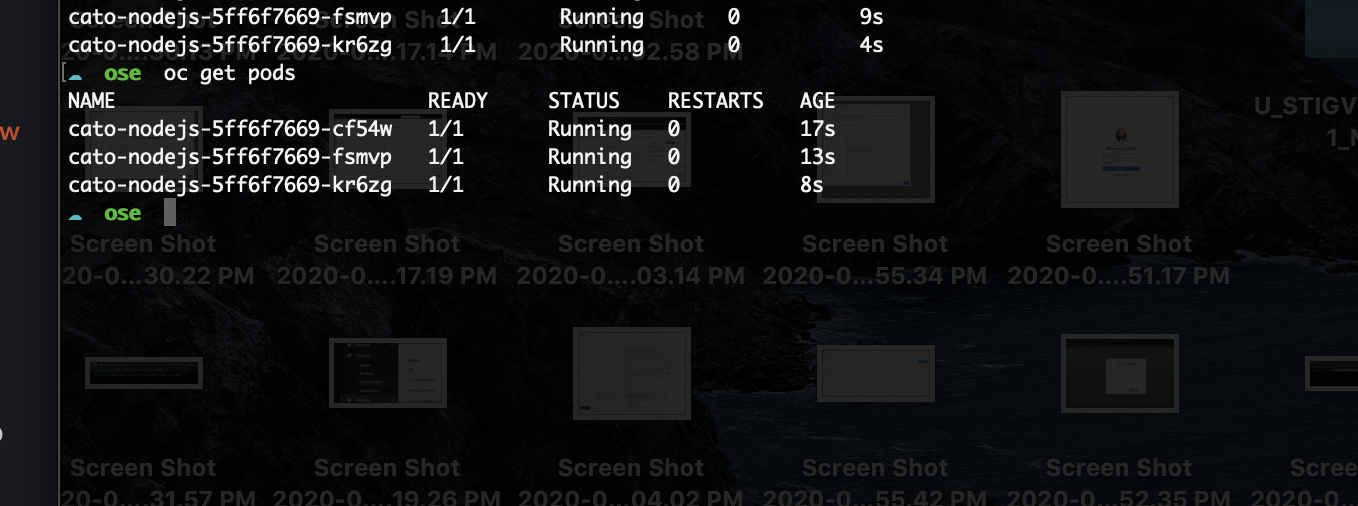 cato-nodejs-5ff6f7669-fsmvp 1/1 Running 0 9s
cato-nodejs-5ff6f7669-kr6zg 1/1 Running 0 4s
ose oc get pods
NAME READY STATUS RESTARTS AGE
cato-nodejs-5ff6f7669-cf54w 1/1 Running 0 17s
cato-nodejs-5ff6f7669-fsmvp 1/1 Running 0 13s
cato-nodejs-5ff6f7669-kr6zg 1/1 Running 0 8s
ose
w
U_STIGV
Screen Shot Screen Shot Screen Shot Screen Shot Screen Shot
20-0...30.22 PM 2020-0....17.19 PM 2020-0....03.14 PM 2020-0...55.34 PM 2020-0....51.17 PM
Screen Shot Screen Shot Screen Shot Screen Shot Screen Shot Scree
20-0...31.57 PM 2020-0...19.26 PM 2020-0...04.02 PM 2020-0...55.42 PM 2020-0...52.35 PM 2020-0